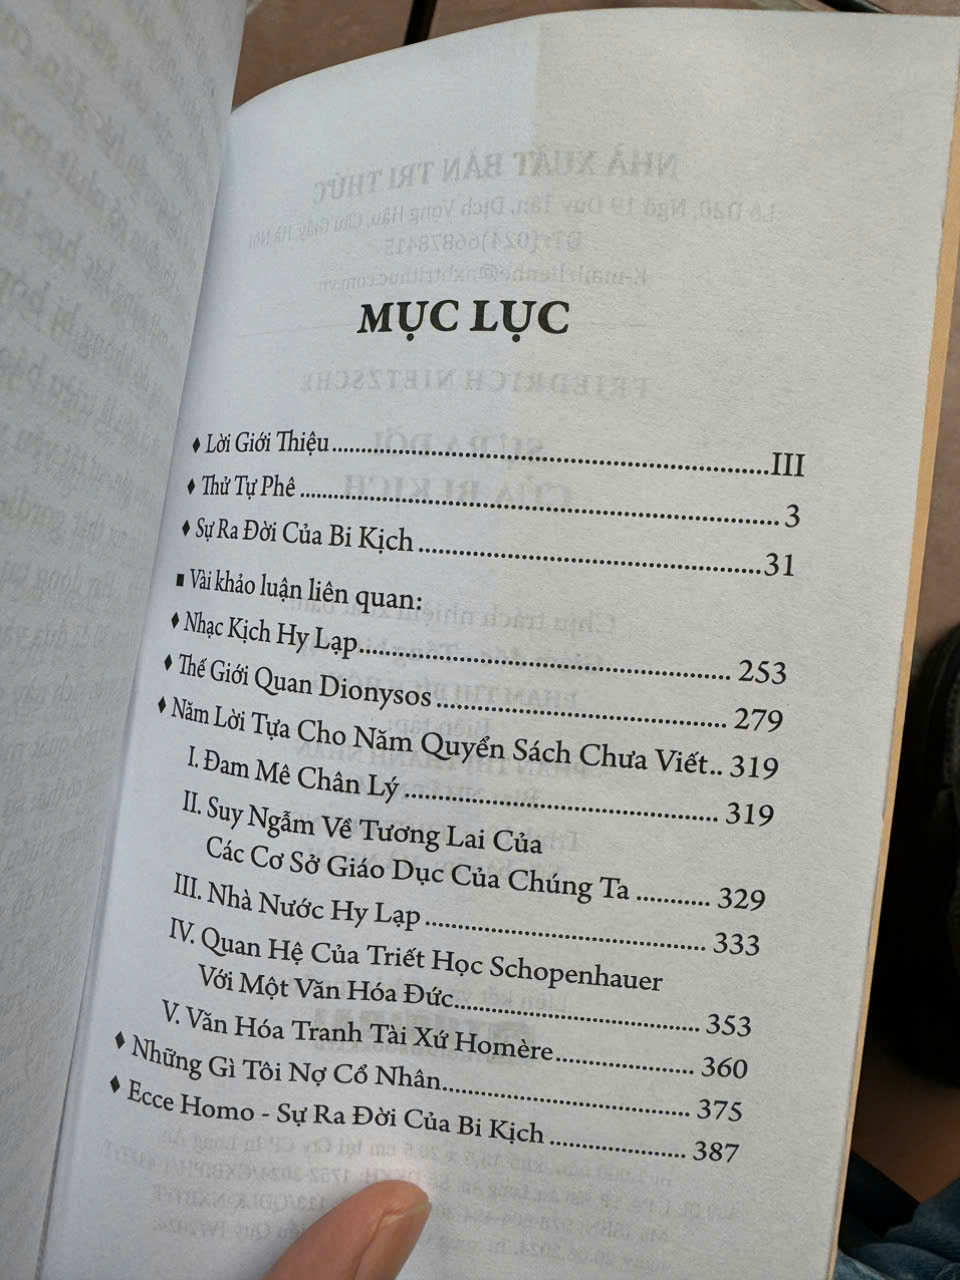 MỤC LỤC
♦ Lời Giới Thiệu ........ III
♦ Thử Tự Phê ........ 3
♦ Sự Ra Đời Của Bi Kịch ........ 31
▪ Vài khảo luận liên quan:
♦ Nhạc Kịch Hy Lạp ........ 253
♦ Thế Giới Quan Dionysos ........ 279
♦ Năm Lời Tựa Cho Năm Quyển Sách Chưa Viết.. 319
I. Đam Mê Chân Lý ........ 319
II. Suy Ngẫm Về Tương Lai Của
Các Cơ Sở Giáo Dục Của Chúng Ta ........ 329
III. Nhà Nước Hy Lạp ........ 333
IV. Quan Hệ Của Triết Học Schopenhauer
Với Một Văn Hóa Đức ........ 353
V. Văn Hóa Tranh Tài Xứ Homère ........ 360
♦ Những Gì Tôi Nợ Cổ Nhân ........ 375
♦ Ecce Homo - Sự Ra Đời Của Bi Kịch ........ 387